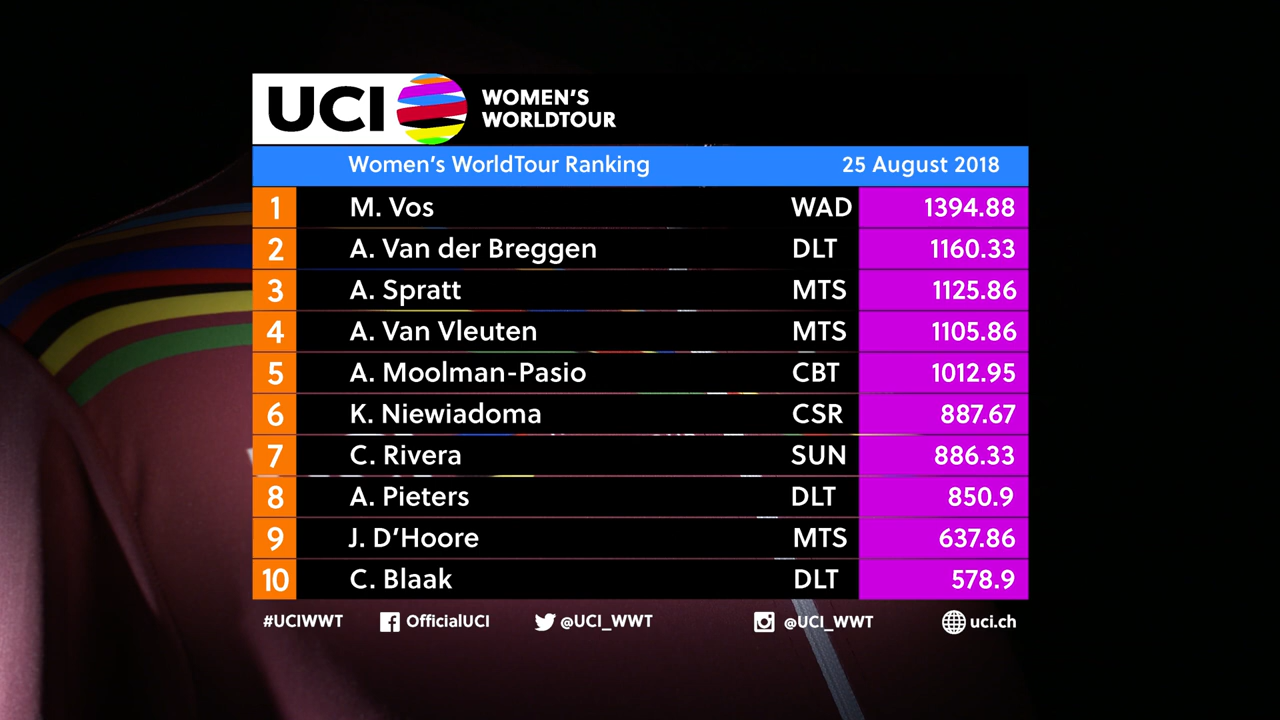 UCI WOMEN'S
WORLDTOUR
Women's WorldTour Ranking 25 August 2018
1 M. Vos WAD 1394.88
2 A. Van der Breggen DLT 1160.33
3 A. Spratt MTS 1125.86
4 A. Van Vleuten MTS 1105.86
5 A. Moolman-Pasio CBT 1012.95
6 K. Niewiadoma CSR 887.67
7 C. Rivera SUN 886.33
8 A. Pieters DLT 850.9
9 J. D'Hoore MTS 637.86
10 C. Blaak DLT 578.9
#UCIWWT OfficialUCI @UCI_WWT @UCI_WWT uci.ch